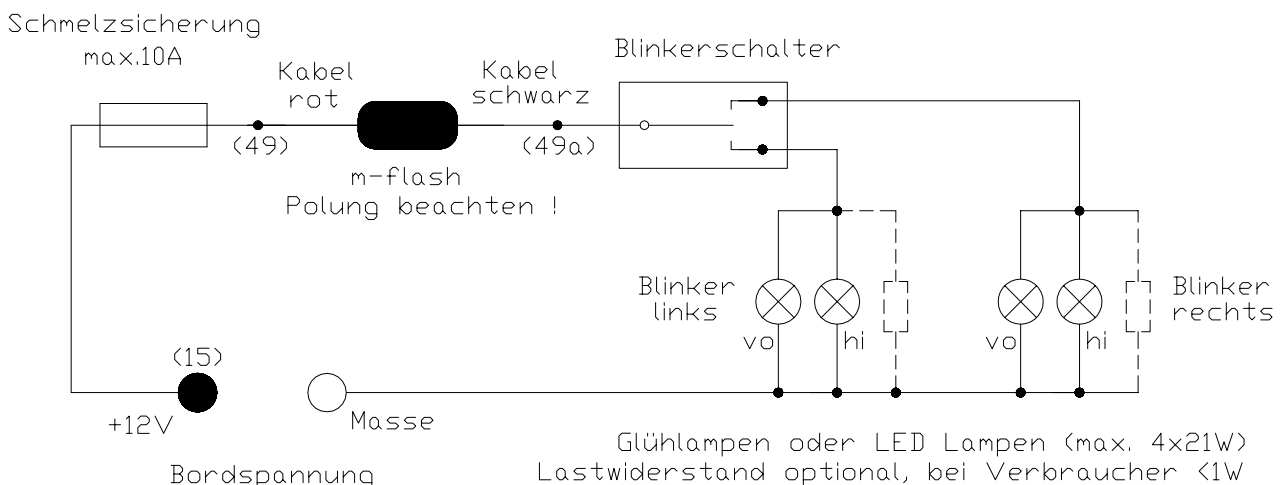 Schmelzsicherung
max.10A
Kabel
rot
Kabel
schwarz
Blinkerschalter
(49)
(49a)
m-flash
Polung beachten !
Blinker
links
vo
hi
vo
hi
Blinker
rechts
(15)
+12V
Masse
Bordspannung
Glühlampen oder LED Lampen (max. 4x21W)
Lastwiderstand optional, bei Verbraucher <1W